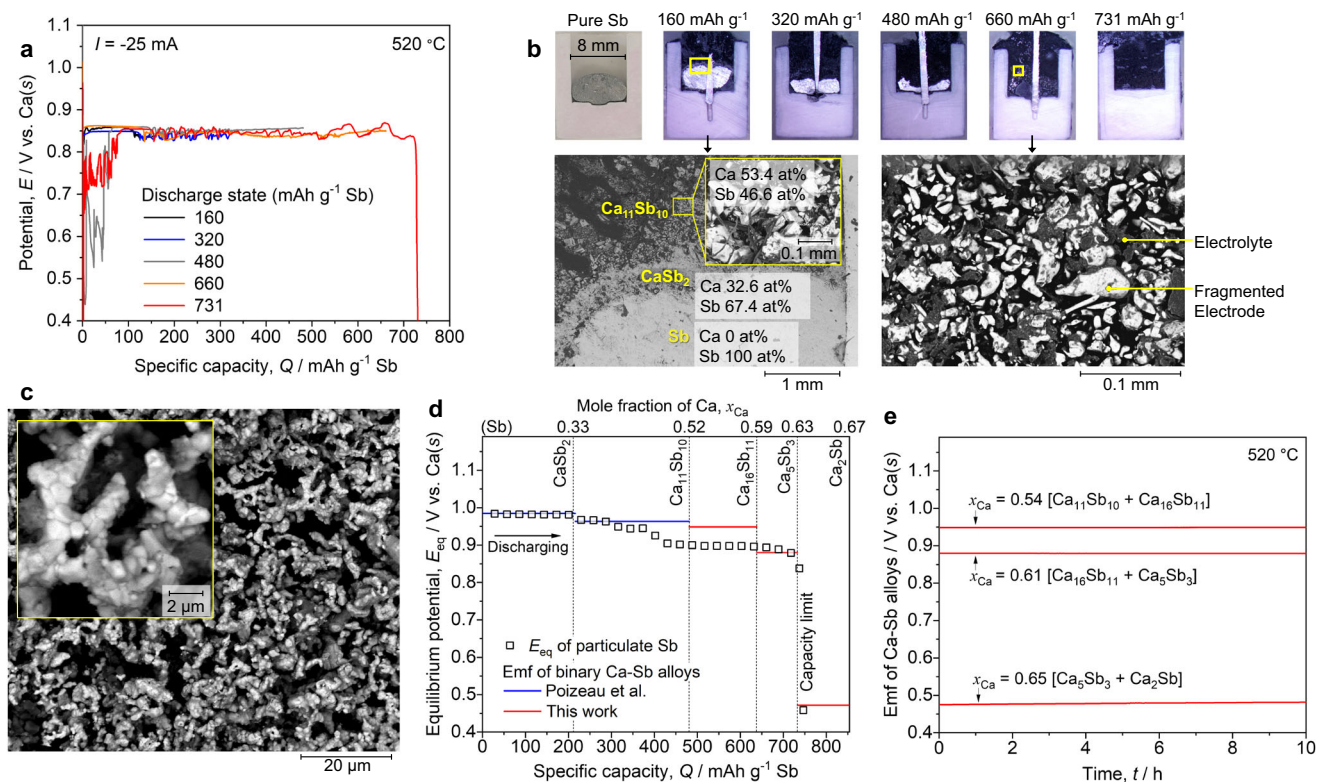 a
I = -25 mA
520 °C
Potential, E / V vs. Ca(s)
1.0
0.9
0.8
0.7
0.6
0.5
0.4
Discharge state (mAh g⁻¹ Sb)
160
320
480
660
731
0 100 200 300 400 500 600 700 800
Specific capacity, Q / mAh g⁻¹ Sb
b
Pure Sb
160 mAh g⁻¹
320 mAh g⁻¹
480 mAh g⁻¹
660 mAh g⁻¹
731 mAh g⁻¹
8 mm
Ca 53.4 at%
Sb 46.6 at%
Ca₁₁Sb₁₀
0.1 mm
CaSb₂
Ca 32.6 at%
Sb 67.4 at%
Sb
Ca 0 at%
Sb 100 at%
1 mm
Electrolyte
Fragmented
Electrode
0.1 mm
c
2 µm
20 µm
d
Mole fraction of Ca, x_Ca
(Sb) 0.33 0.52 0.59 0.63 0.67
Equilibrium potential, E_eq / V vs. Ca(s)
1.1
1.0
0.9
0.8
0.7
0.6
0.5
0.4
CaSb₂
Ca₁₁Sb₁₀
Ca₁₆Sb₁₁
Ca₅Sb₃
Ca₂Sb
Discharging
Capacity limit
E_eq of particulate Sb
Emf of binary Ca-Sb alloys
Poizeau et al.
This work
0 100 200 300 400 500 600 700 800
Specific capacity, Q / mAh g⁻¹ Sb
e
520 °C
Emf of Ca-Sb alloys / V vs. Ca(s)
1.1
1.0
0.9
0.8
0.7
0.6
0.5
0.4
x_Ca = 0.54 [Ca₁₁Sb₁₀ + Ca₁₆Sb₁₁]
x_Ca = 0.61 [Ca₁₆Sb₁₁ + Ca₅Sb₃]
x_Ca = 0.65 [Ca₅Sb₃ + Ca₂Sb]
0 2 4 6 8 10
Time, t / h